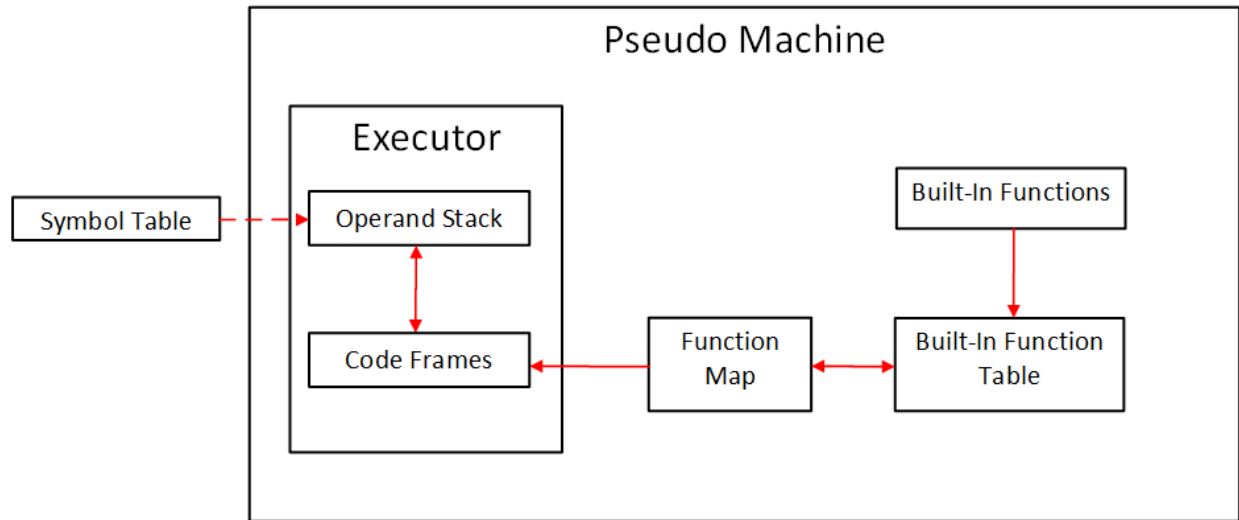 Pseudo Machine
Executor
Symbol Table
Operand Stack
Code Frames
Function
Map
Built-In Functions
Built-In Function
Table